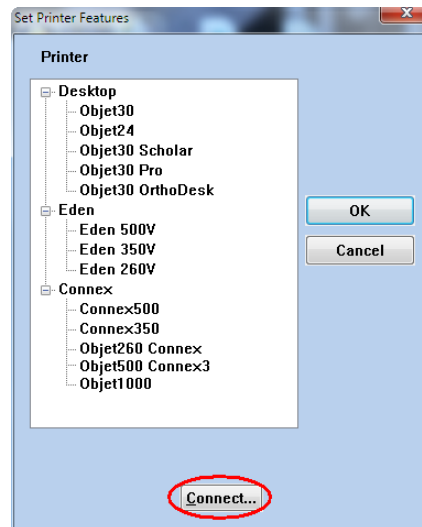 Set Printer Features
Printer
Desktop
Objet30
Objet24
Objet30 Scholar
Objet30 Pro
Objet30 OrthoDesk
Eden
Eden 500V
Eden 350V
Eden 260V
Connex
Connex500
Connex350
Objet260 Connex
Objet500 Connex3
Objet1000
OK
Cancel
Connect...